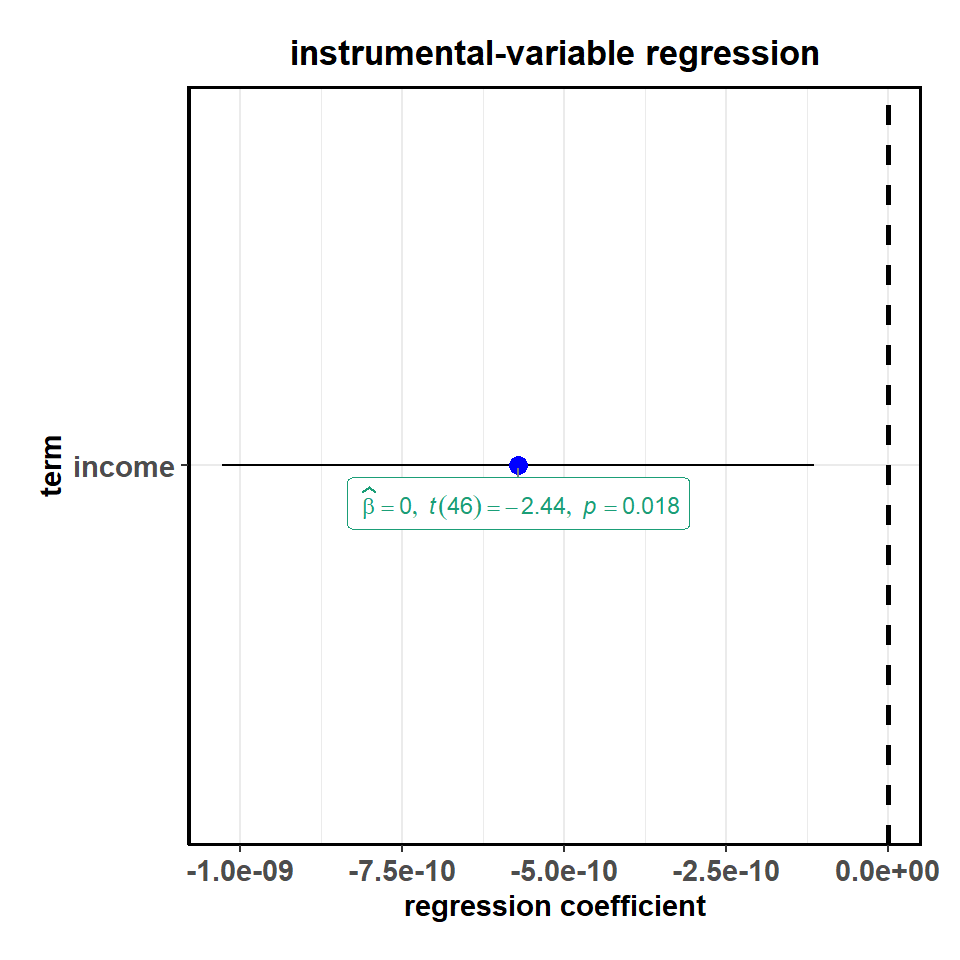 instrumental-variable regression
term
income
β̂ = 0, t(46) = −2.44, p = 0.018
-1.0e-09 -7.5e-10 -5.0e-10 -2.5e-10 0.0e+00
regression coefficient